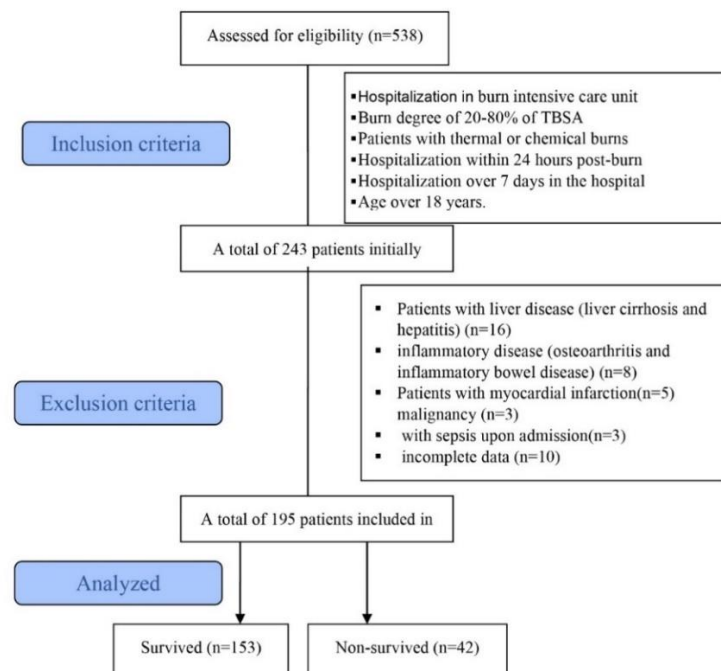 Assessed for eligibility (n=538)
Inclusion criteria
▪Hospitalization in burn intensive care unit
▪Burn degree of 20-80% of TBSA
▪Patients with thermal or chemical burns
▪Hospitalization within 24 hours post-burn
▪Hospitalization over 7 days in the hospital
▪Age over 18 years.
A total of 243 patients initially
Exclusion criteria
▪ Patients with liver disease (liver cirrhosis and
hepatitis) (n=16)
▪ inflammatory disease (osteoarthritis and
inflammatory bowel disease) (n=8)
▪ Patients with myocardial infarction(n=5)
malignancy (n=3)
▪ with sepsis upon admission(n=3)
▪ incomplete data (n=10)
A total of 195 patients included in
Analyzed
Survived (n=153)
Non-survived (n=42)